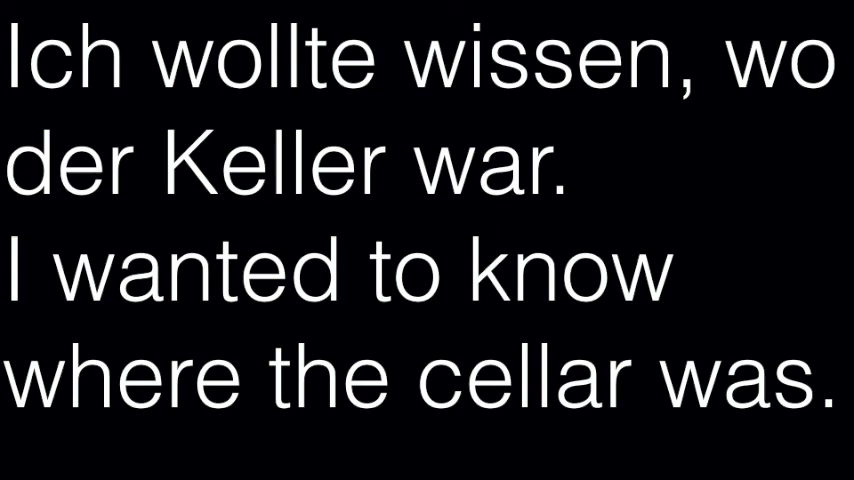 Ich wollte wissen, wo
der Keller war.
I wanted to know
where the cellar was.